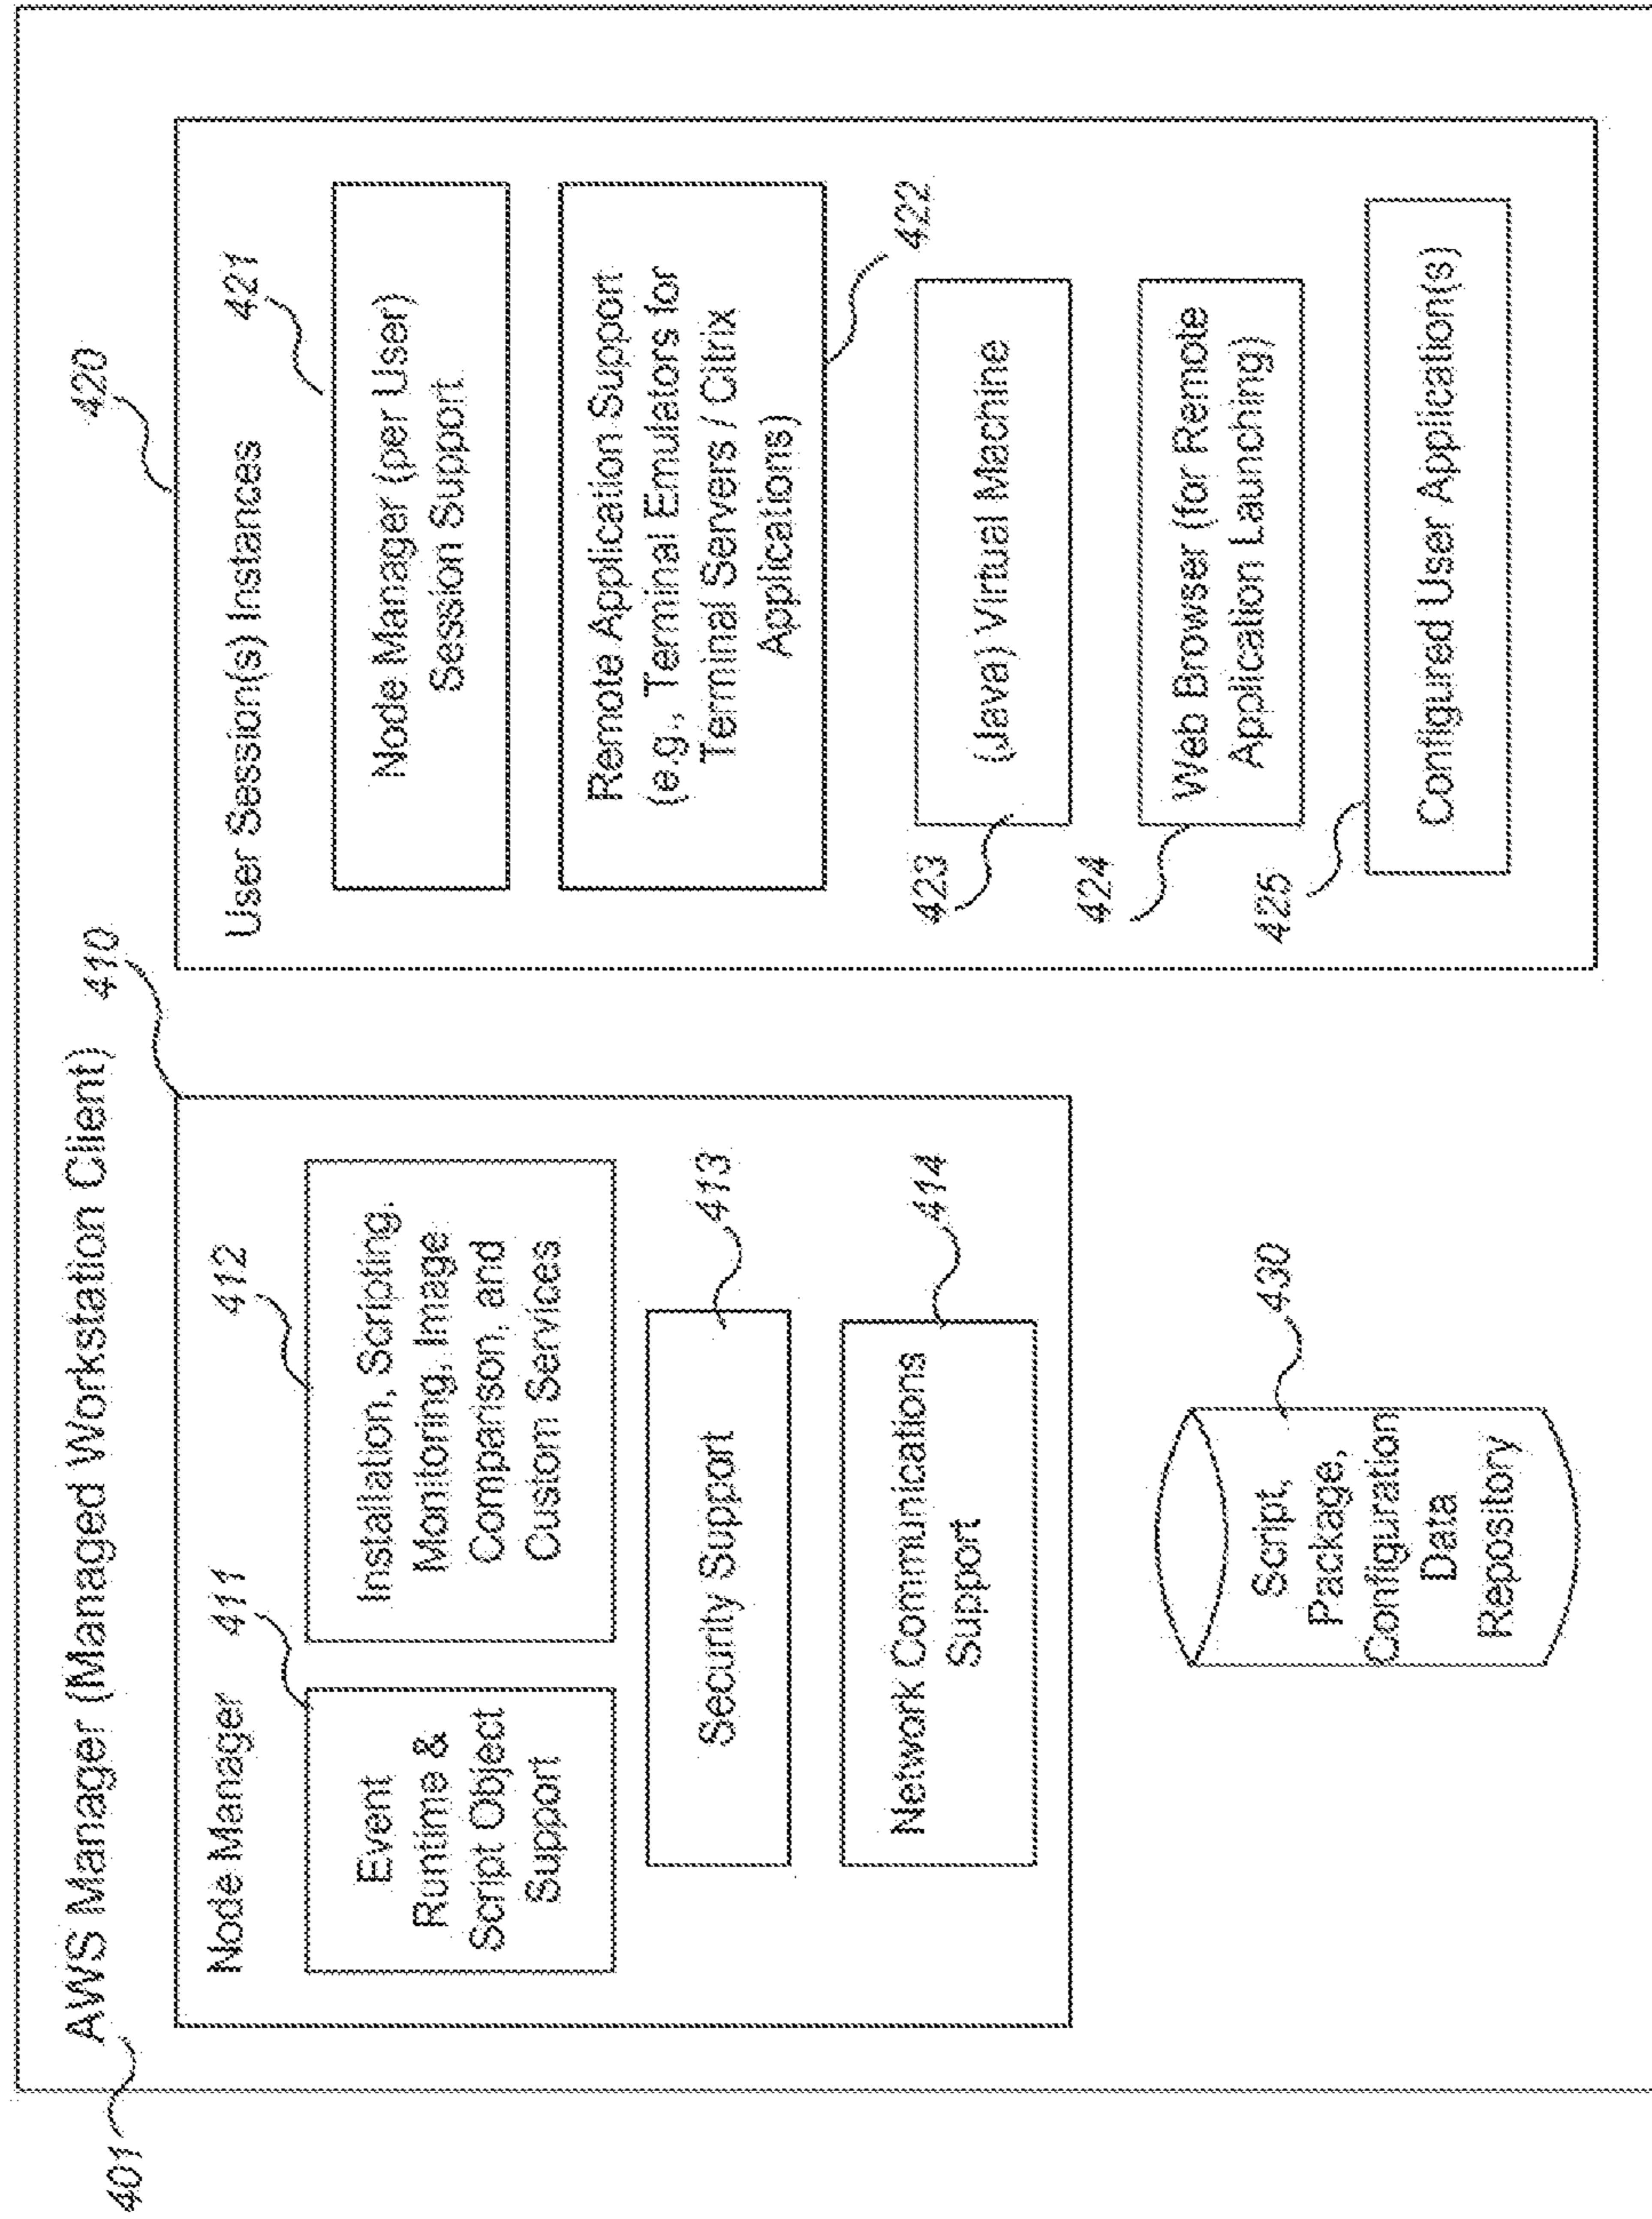 AWS Manager (Managed Workstation Client)
401
410
Node Manager
411
Event
Runtime &
Script Object
Support
412
Installation, Scripting,
Monitoring, Image
Comparison, and
Custom Services
Security Support
413
Network Communications
Support
414
Script,
Package,
Configuration
Data
Repository
430
420
User Session(s) Instances
421
Node Manager (per User)
Session Support
Remote Application Support
(e.g., Terminal Emulators for
Terminal Servers / Citrix
Applications)
422
(Java) Virtual Machine
423
Web Browser (for Remote
Application Launching)
424
425
Configured User Application(s)